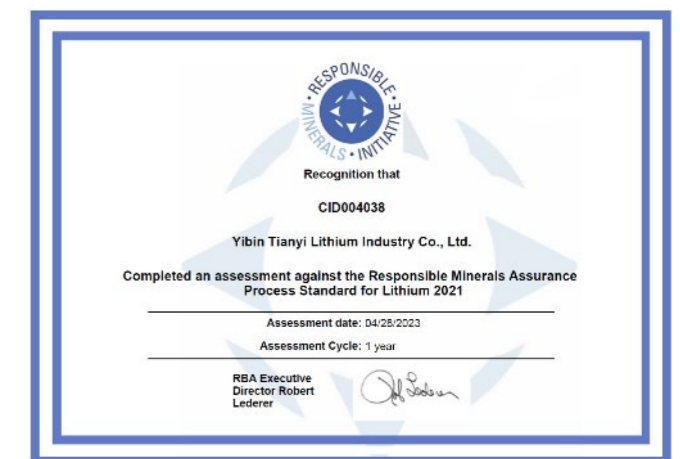 RESPONSIBLE • MINERALS • INITIATIVE •
Recognition that
CID004038
Yibin Tianyi Lithium Industry Co., Ltd.
Completed an assessment against the Responsible Minerals Assurance
Process Standard for Lithium 2021
Assessment date: 04/28/2023
Assessment Cycle: 1 year
RBA Executive
Director Robert
Lederer